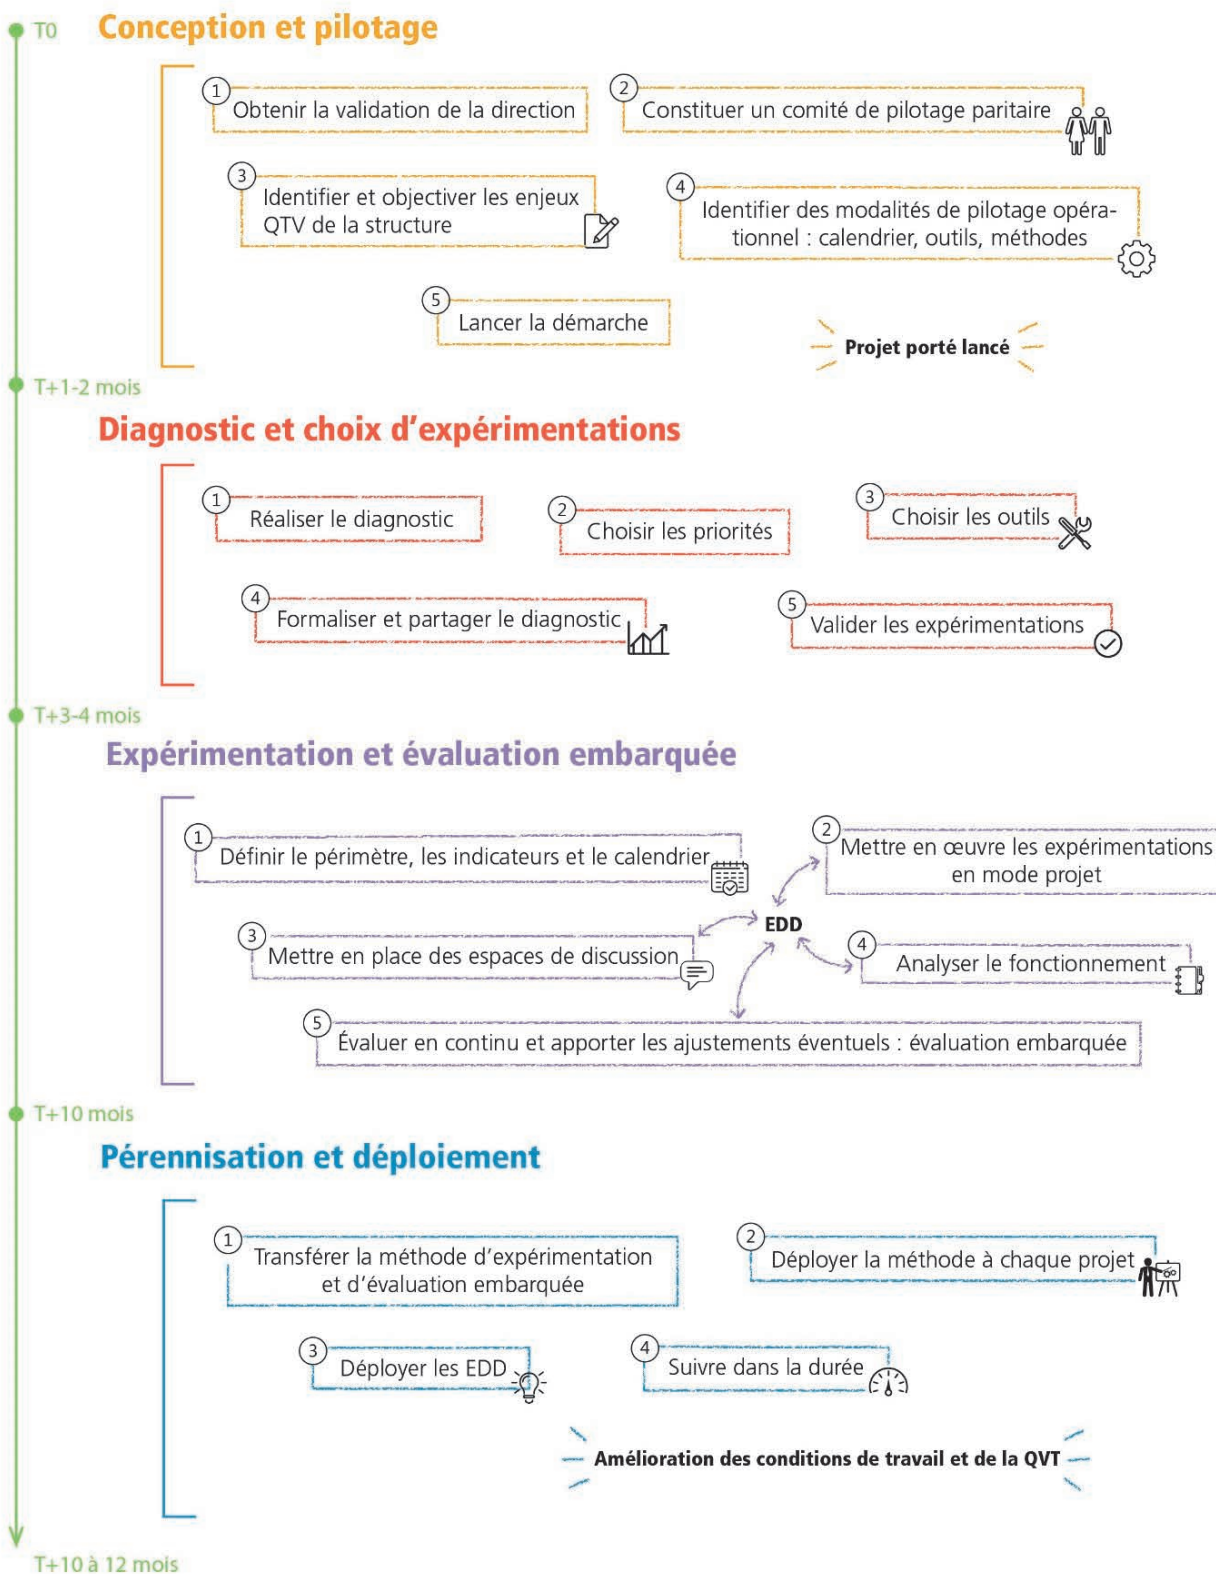 T0
Conception et pilotage
1
Obtenir la validation de la direction
2
Constituer un comité de pilotage paritaire
3
Identifier et objectiver les enjeux
QTV de la structure
4
Identifier des modalités de pilotage opéra-
tionnel : calendrier, outils, méthodes
5
Lancer la démarche
Projet porté lancé
T+1-2 mois
Diagnostic et choix d’expérimentations
1
Réaliser le diagnostic
2
Choisir les priorités
3
Choisir les outils
4
Formaliser et partager le diagnostic
5
Valider les expérimentations
T+3-4 mois
Expérimentation et évaluation embarquée
1
Définir le périmètre, les indicateurs et le calendrier
2
Mettre en œuvre les expérimentations
en mode projet
EDD
3
Mettre en place des espaces de discussion
4
Analyser le fonctionnement
5
Évaluer en continu et apporter les ajustements éventuels : évaluation embarquée
T+10 mois
Pérennisation et déploiement
1
Transférer la méthode d’expérimentation
et d’évaluation embarquée
2
Déployer la méthode à chaque projet
3
Déployer les EDD
4
Suivre dans la durée
Amélioration des conditions de travail et de la QVT
T+10 à 12 mois